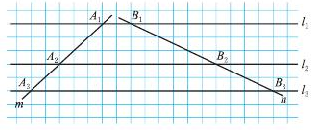 A₁ B₁ l₁
A₂ B₂ l₂
A₃ B₃ l₃
m n